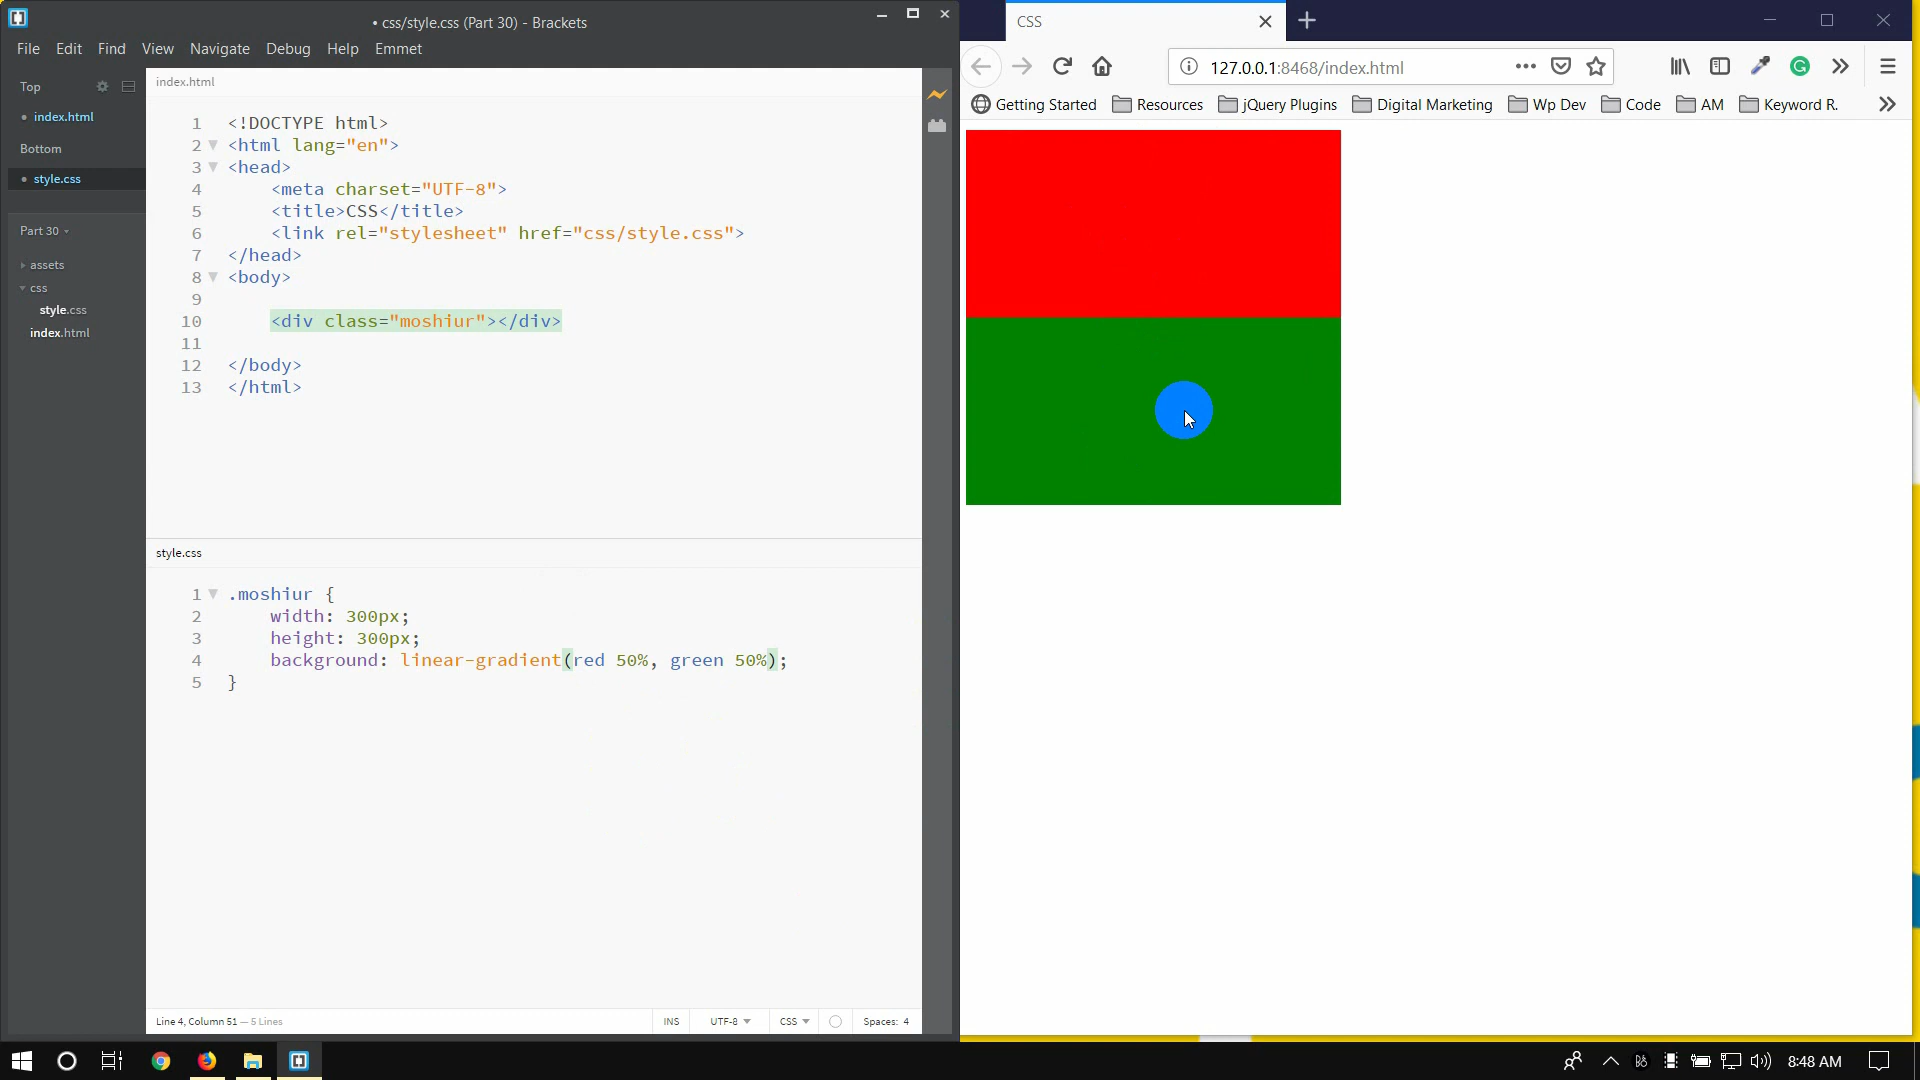 • css/style.css (Part 30) - Brackets
File Edit Find View Navigate Debug Help Emmet
Top
• index.html
Bottom
• style.css
Part 30
assets
css
style.css
index.html
index.html
1 <!DOCTYPE html>
2 <html lang="en">
3 <head>
4 <meta charset="UTF-8">
5 <title>CSS</title>
6 <link rel="stylesheet" href="css/style.css">
7 </head>
8 <body>
9
10 <div class="moshiur"></div>
11
12 </body>
13 </html>
style.css
1 .moshiur {
2 width: 300px;
3 height: 300px;
4 background: linear-gradient(red 50%, green 50%);
5 }
Line 4, Column 51 — 5 Lines
INS UTF-8 CSS Spaces: 4
CSS
127.0.0.1:8468/index.html
Getting Started Resources jQuery Plugins Digital Marketing Wp Dev Code AM Keyword R.
8:48 AM